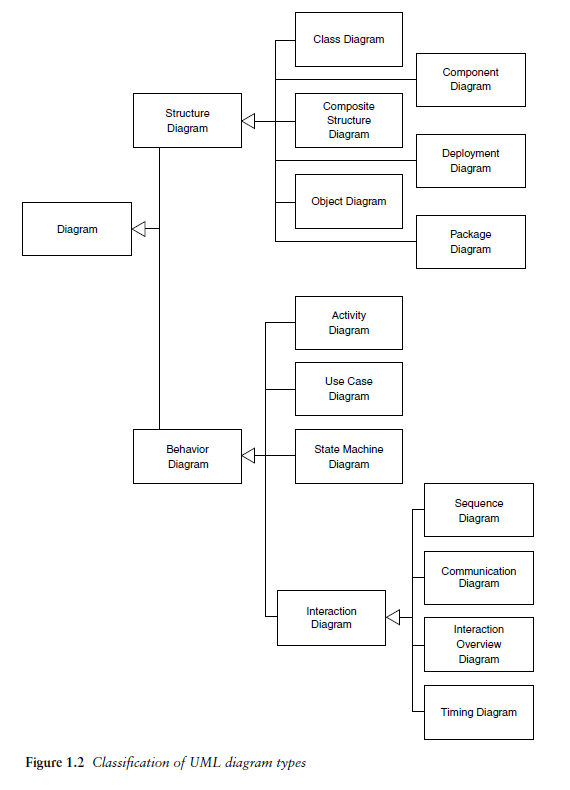 Class Diagram
Component
Diagram
Structure
Diagram
Composite
Structure
Diagram
Deployment
Diagram
Object Diagram
Diagram
Package
Diagram
Activity
Diagram
Use Case
Diagram
Behavior
Diagram
State Machine
Diagram
Sequence
Diagram
Communication
Diagram
Interaction
Diagram
Interaction
Overview
Diagram
Timing Diagram
Figure 1.2 Classification of UML diagram types